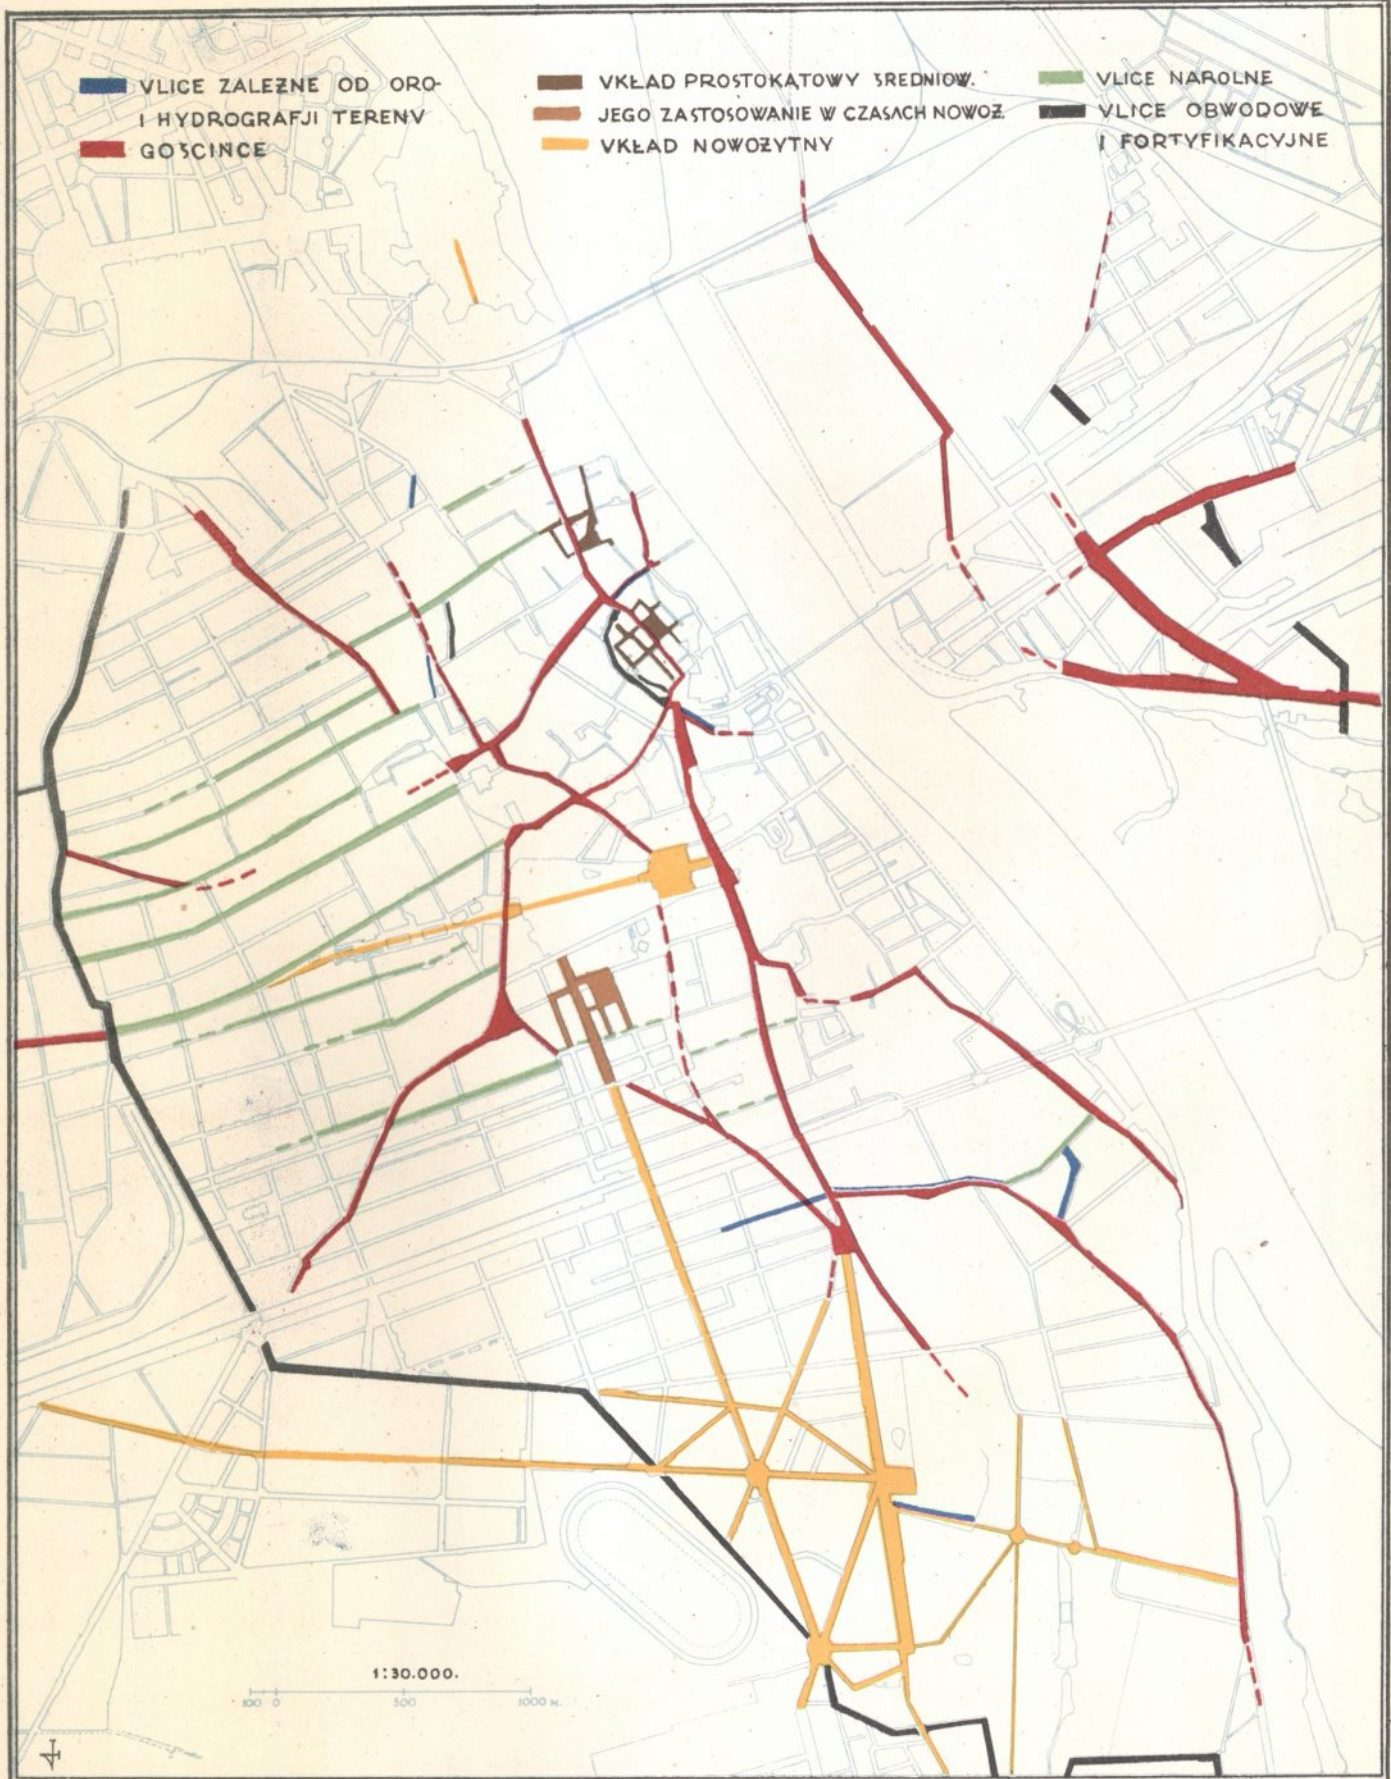 VLICE ZALEŻNE OD ORO-
I HYDROGRAFJI TERENV
GOŚCIŃCE
VKŁAD PROSTOKĄTOWY ŚREDNIOW.
JEGO ZASTOSOWANIE W CZASACH NOWOŻ.
VKŁAD NOWOŻYTNY
VLICE NAROLNE
VLICE OBWODOWE
I FORTYFIKACYJNE
1:30.000.
100 0 500 1000 M.